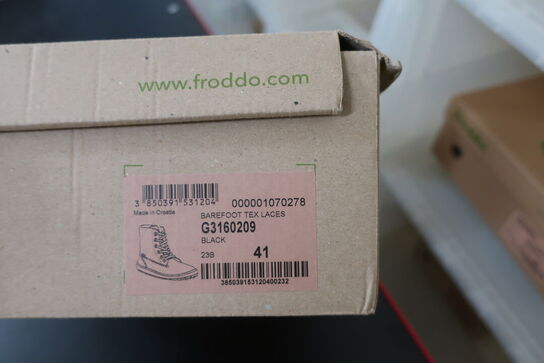 www.froddo.com
3 850391 531204
000001070278
Made in Croatia
BAREFOOT TEX LACES
G3160209
BLACK
23B
41
385039153120400232